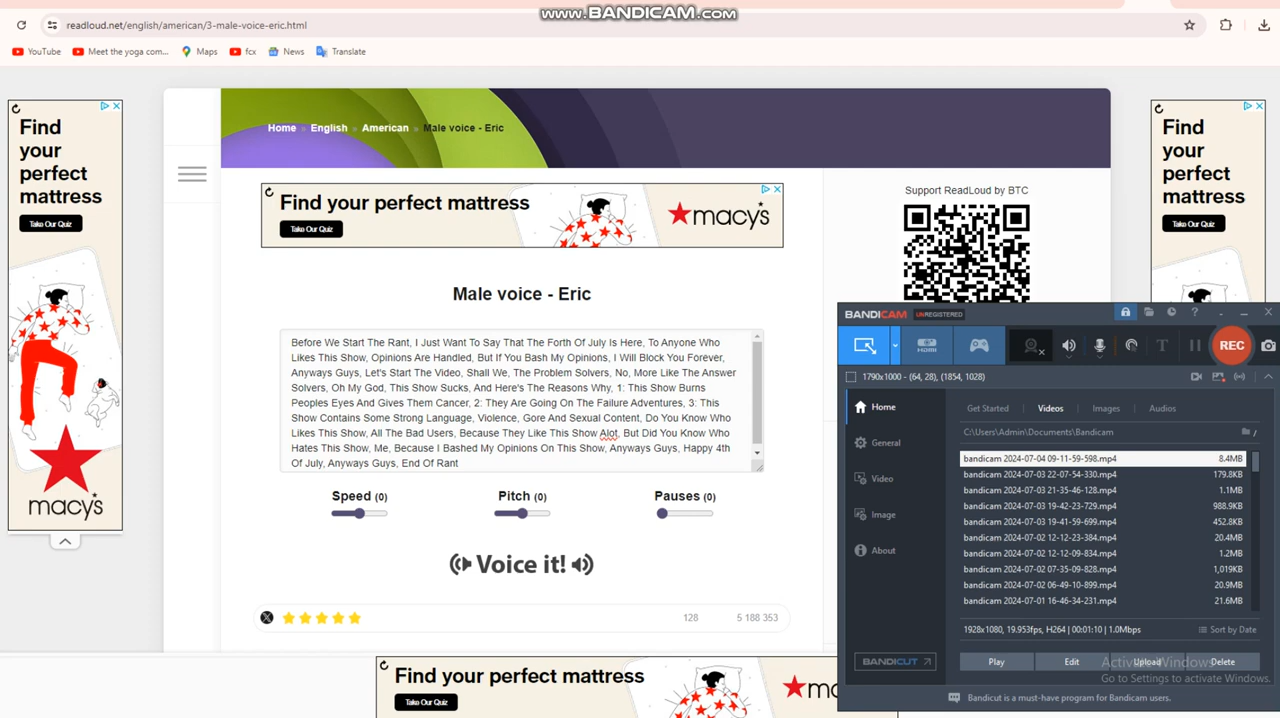 www.BANDICAM.com
readloud.net/english/american/3-male-voice-eric.html
YouTube
Meet the yoga com...
Maps
fcx
News
Translate
Home » English » American » Male voice - Eric
Find
your
perfect
mattress
Take Our Quiz
macys
Find your perfect mattress
Take Our Quiz
macy's
Support ReadLoud by BTC
Find
your
perfect
mattress
Take Our Quiz
Male voice - Eric
Before We Start The Rant, I Just Want To Say That The Forth Of July Is Here, To Anyone Who
Likes This Show, Opinions Are Handled, But If You Bash My Opinions, I Will Block You Forever,
Anyways Guys, Let's Start The Video, Shall We, The Problem Solvers, No, More Like The Answer
Solvers, Oh My God, This Show Sucks, And Here's The Reasons Why, 1: This Show Burns
Peoples Eyes And Gives Them Cancer, 2: They Are Going On The Failure Adventures, 3: This
Show Contains Some Strong Language, Violence, Gore And Sexual Content, Do You Know Who
Likes This Show, All The Bad Users, Because They Like This Show Alot, But Did You Know Who
Hates This Show, Me, Because I Bashed My Opinions On This Show, Anyways Guys, Happy 4th
Of July, Anyways Guys, End Of Rant
Speed (0)
Pitch (0)
Pauses (0)
Voice it!
128
5 188 353
Find your perfect mattress
Take Our Quiz
BANDICAM UNREGISTERED
HDMI
REC
1790x1000 - (64, 28), (1854, 1028)
Home
General
Video
Image
About
BANDICUT
Get Started
Videos
Images
Audios
C:\Users\Admin\Documents\Bandicam
bandicam 2024-07-04 09-11-59-598.mp4 8.4MB
bandicam 2024-07-03 22-07-54-330.mp4 179.8KB
bandicam 2024-07-03 21-35-46-128.mp4 1.1MB
bandicam 2024-07-03 19-42-23-729.mp4 988.9KB
bandicam 2024-07-03 19-41-59-699.mp4 452.8KB
bandicam 2024-07-02 12-12-23-384.mp4 20.4MB
bandicam 2024-07-02 12-12-09-834.mp4 1.2MB
bandicam 2024-07-02 07-35-09-828.mp4 1,019KB
bandicam 2024-07-02 06-49-10-899.mp4 20.9MB
bandicam 2024-07-01 16-46-34-231.mp4 21.6MB
1928x1080, 19.953fps, H264 | 00:01:10 | 1.0Mbps
Sort by Date
Play
Edit
Upload
Delete
Activate Windows
Go to Settings to activate Windows.
Bandicut is a must-have program for Bandicam users.